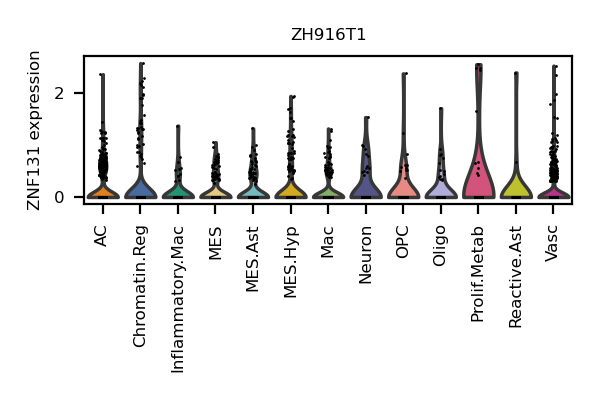 ZH916T1
ZNF131 expression
2
0
AC
Chromatin.Reg
Inflammatory.Mac
MES
MES.Ast
MES.Hyp
Mac
Neuron
OPC
Oligo
Prolif.Metab
Reactive.Ast
Vasc